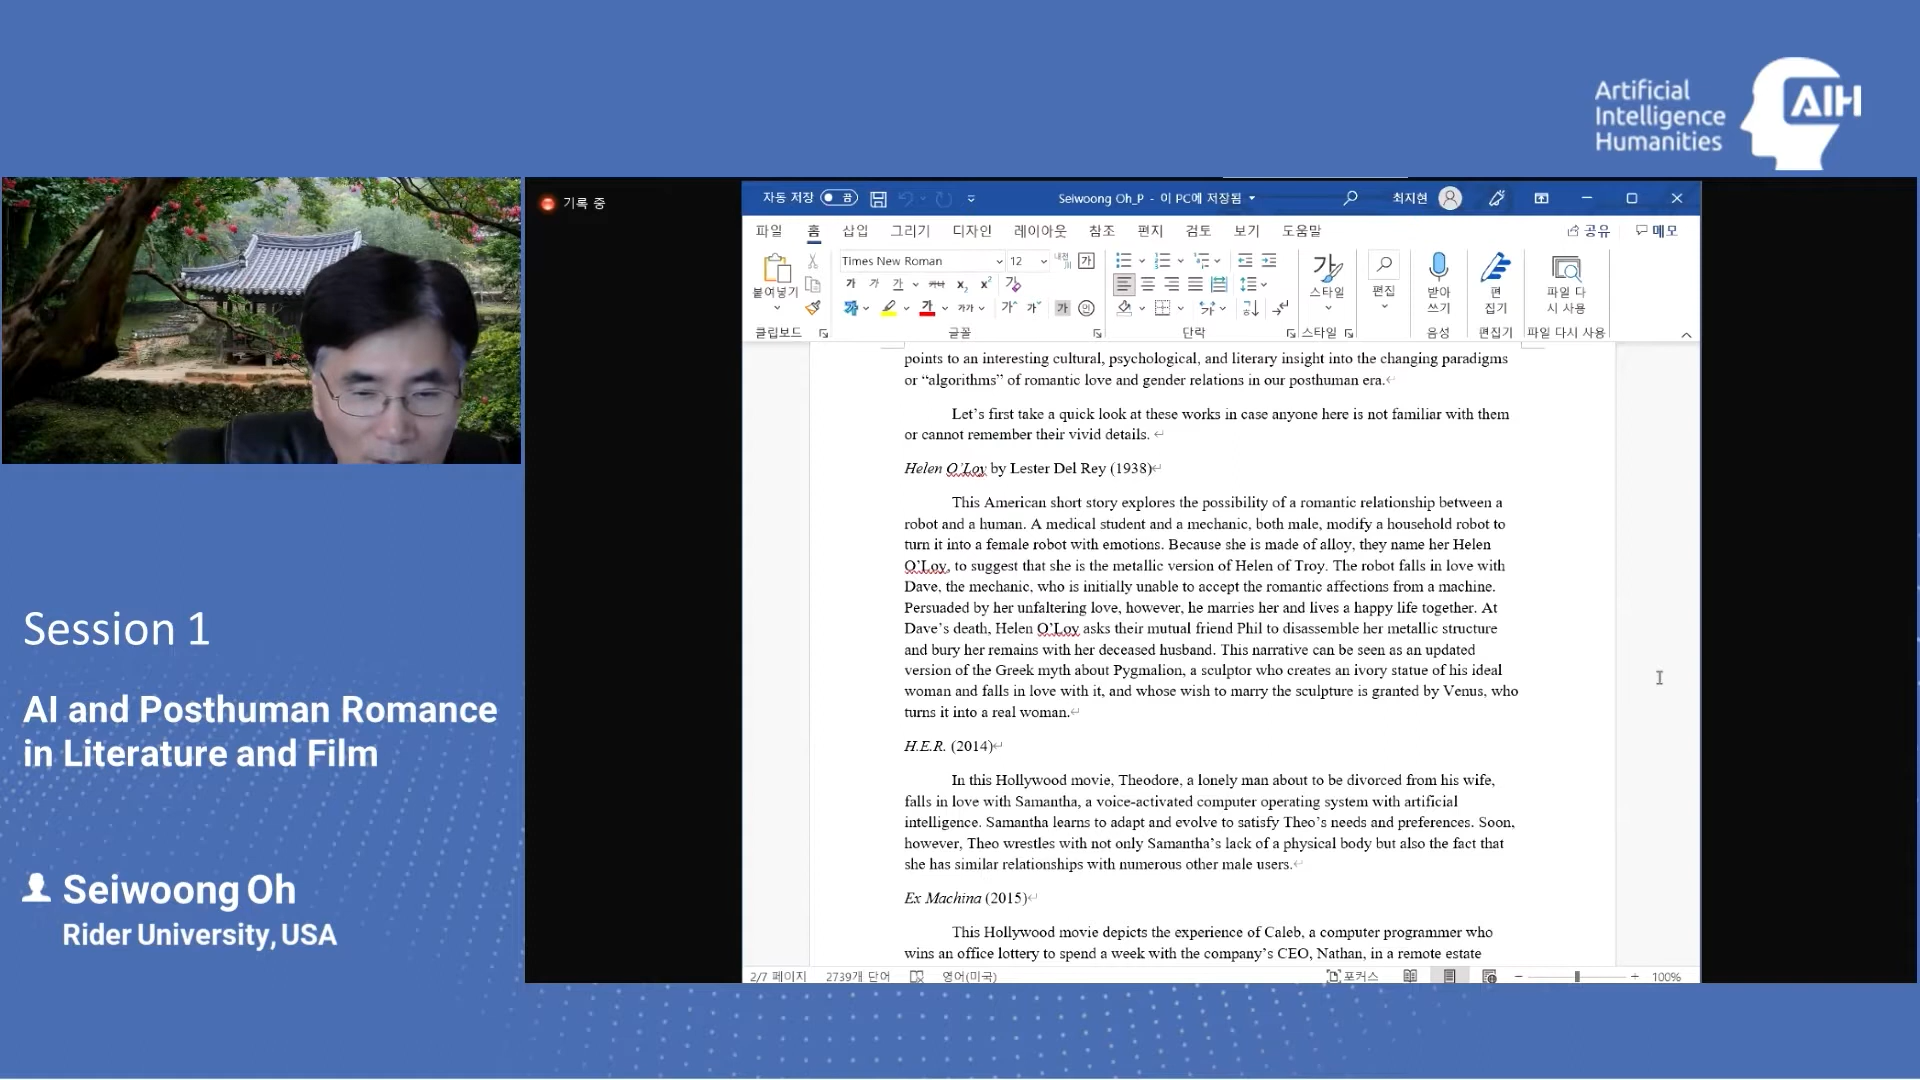 Artificial
Intelligence
Humanities
AIH
기록 중
자동 저장 끔
Seiwoong Oh_P - 이 PC에 저장됨
최지현
파일 홈 삽입 그리기 디자인 레이아웃 참조 편지 검토 보기 도움말
공유 메모
붙여넣기
Times New Roman 12
스타일
편집
받아
쓰기
편
집기
파일 다
시 사용
클립보드 글꼴 단락 스타일 음성 편집기 파일 다시 사용
points to an interesting cultural, psychological, and literary insight into the changing paradigms
or “algorithms” of romantic love and gender relations in our posthuman era.
Let’s first take a quick look at these works in case anyone here is not familiar with them
or cannot remember their vivid details.
Helen O’Loy by Lester Del Rey (1938)
This American short story explores the possibility of a romantic relationship between a
robot and a human. A medical student and a mechanic, both male, modify a household robot to
turn it into a female robot with emotions. Because she is made of alloy, they name her Helen
O’Loy, to suggest that she is the metallic version of Helen of Troy. The robot falls in love with
Dave, the mechanic, who is initially unable to accept the romantic affections from a machine.
Persuaded by her unfaltering love, however, he marries her and lives a happy life together. At
Dave’s death, Helen O’Loy asks their mutual friend Phil to disassemble her metallic structure
and bury her remains with her deceased husband. This narrative can be seen as an updated
version of the Greek myth about Pygmalion, a sculptor who creates an ivory statue of his ideal
woman and falls in love with it, and whose wish to marry the sculpture is granted by Venus, who
turns it into a real woman.
H.E.R. (2014)
In this Hollywood movie, Theodore, a lonely man about to be divorced from his wife,
falls in love with Samantha, a voice-activated computer operating system with artificial
intelligence. Samantha learns to adapt and evolve to satisfy Theo’s needs and preferences. Soon,
however, Theo wrestles with not only Samantha’s lack of a physical body but also the fact that
she has similar relationships with numerous other male users.
Ex Machina (2015)
This Hollywood movie depicts the experience of Caleb, a computer programmer who
wins an office lottery to spend a week with the company’s CEO, Nathan, in a remote estate
2/7 페이지 2739개 단어 영어(미국)
포커스 100%
Session 1
AI and Posthuman Romance
in Literature and Film
Seiwoong Oh
Rider University, USA